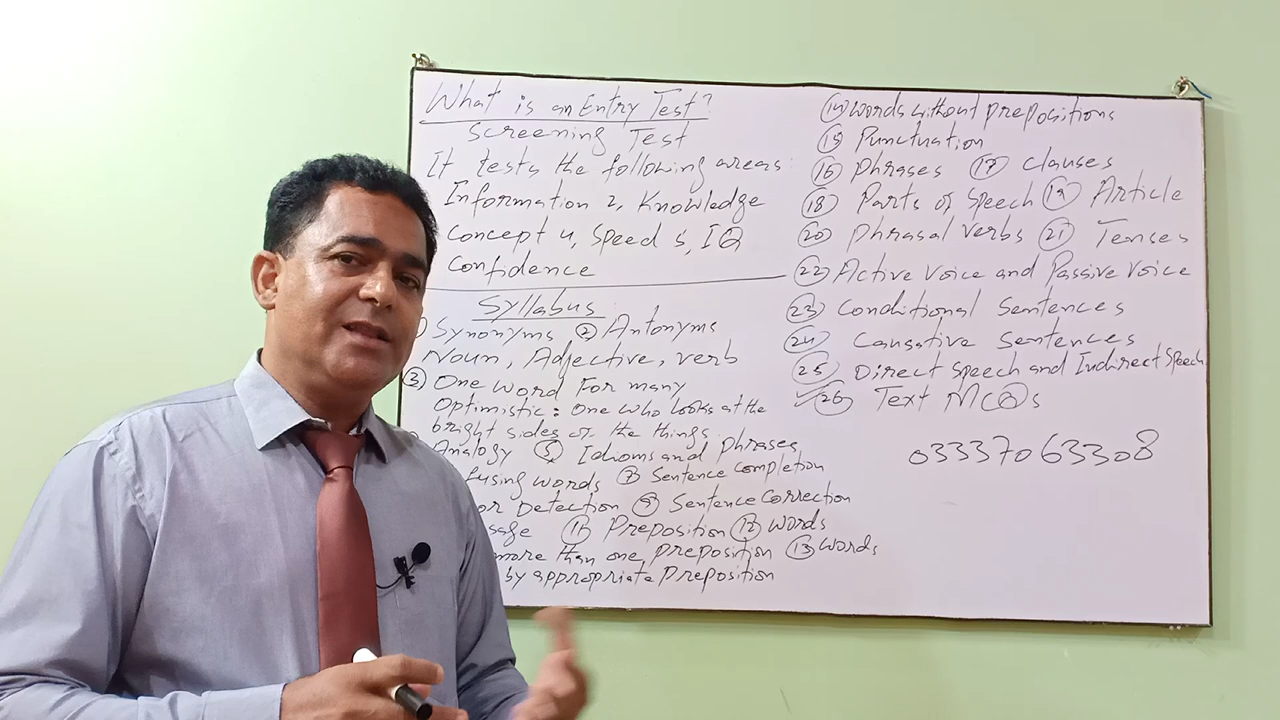 What is an Entry Test?
Screening Test
It tests the following areas:
Information 2, Knowledge
Concept 4, Speed 5, IQ
Confidence
Syllabus
Synonyms ② Antonyms
Noun, Adjective, verb
③ One word For many
Optimistic: one who looks at the
bright sides of the things.
Analogy ⑤ Idioms and phrases
fusing words ⑦ Sentence completion
or Detection ⑨ Sentence Correction
sage ⑪ Preposition ⑫ words
more than one preposition ⑬ words
by appropriate Preposition
⑭ words without prepositions
⑮ Punctuation
⑯ Phrases ⑰ Clauses
⑱ Parts of Speech ⑲ Article
⑳ Phrasal verbs ㉑ Tenses
㉒ Active voice and Passive voice
㉓ Conditional Sentences
㉔ Causative Sentences
㉕ Direct Speech and Indirect Speech
㉖ Text MCQs
03337063308